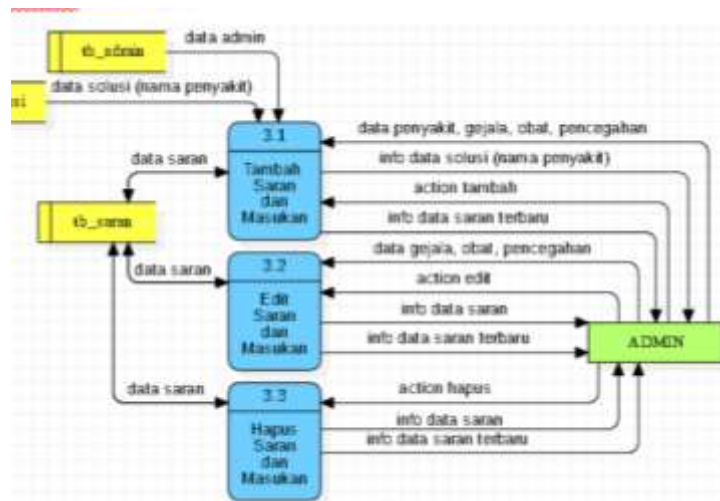 data admin
tb_admin
data solusi (nama penyakit)
3.1
Tambah
Saran
dan
Masukan
data penyakit, gejala, obat, pencegahan
info data solusi (nama penyakit)
action tambah
info data saran terbaru
data saran
tb_saran
data saran
3.2
Edit
Saran
dan
Masukan
data gejala, obat, pencegahan
action edit
info data saran
info data saran terbaru
ADMIN
data saran
3.3
Hapus
Saran
dan
Masukan
action hapus
info data saran
info data saran terbaru